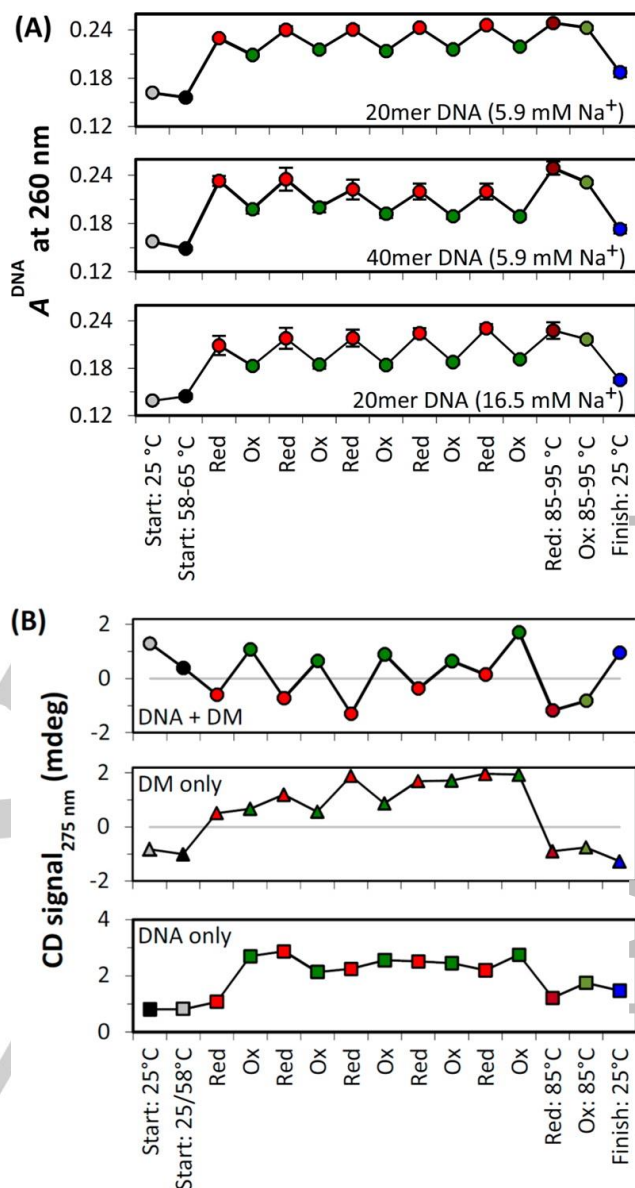 (A)
A^DNA at 260 nm
0.24
0.18
0.12
20mer DNA (5.9 mM Na⁺)
0.24
0.18
0.12
40mer DNA (5.9 mM Na⁺)
0.24
0.18
0.12
20mer DNA (16.5 mM Na⁺)
Start: 25 °C
Start: 58-65 °C
Red
Ox
Red
Ox
Red
Ox
Red
Ox
Red
Ox
Red: 85-95 °C
Ox: 85-95 °C
Finish: 25 °C
(B)
CD signal₂₇₅ ₙₘ (mdeg)
2
0
-2
DNA + DM
2
0
-2
DM only
4
2
0
DNA only
Start: 25°C
Start: 25/58°C
Red
Ox
Red
Ox
Red
Ox
Red
Ox
Red
Ox
Red: 85°C
Ox: 85°C
Finish: 25°C